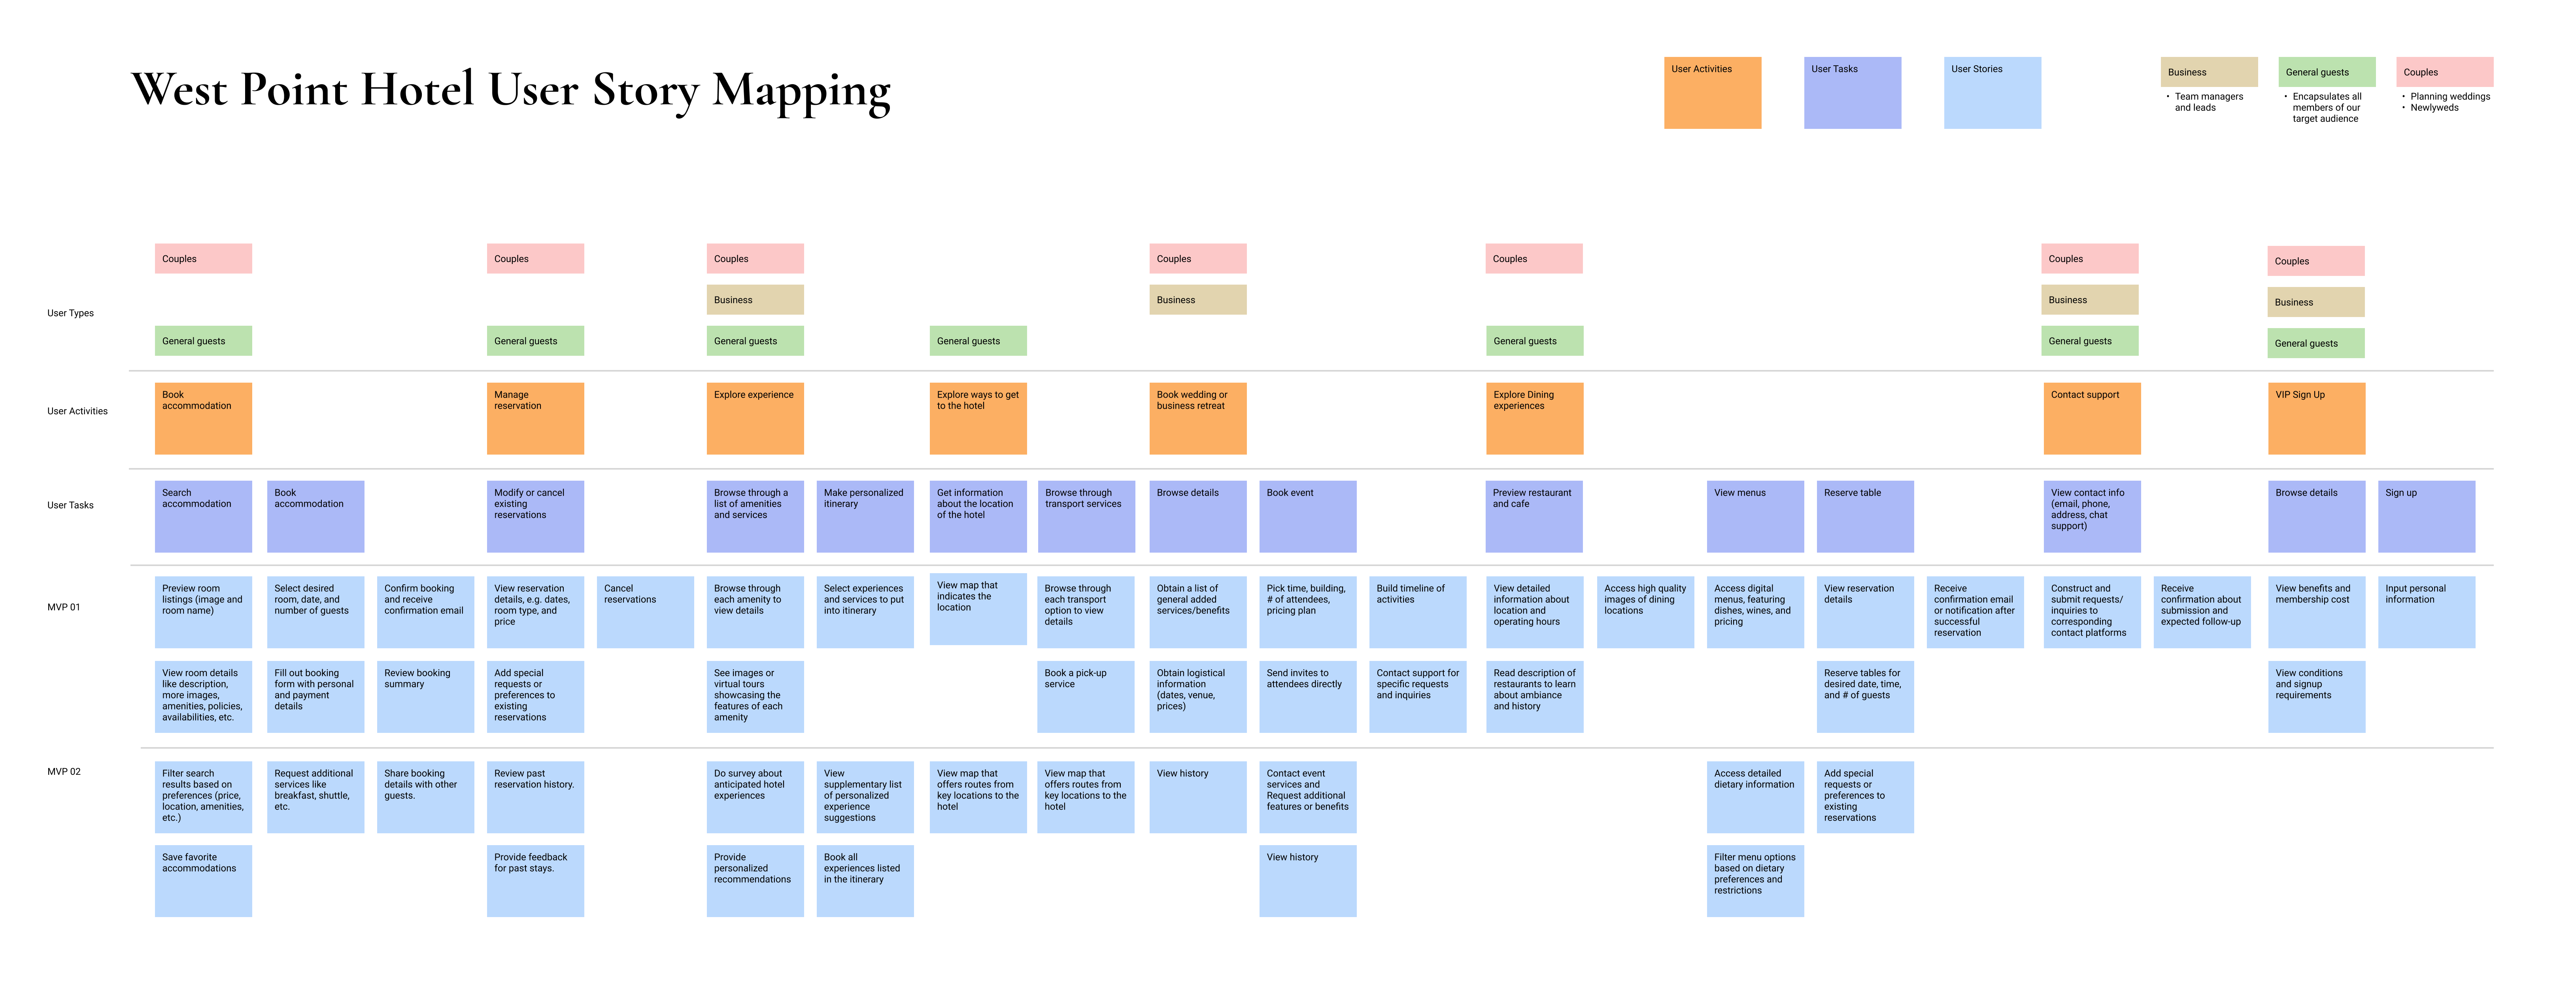 West Point Hotel User Story Mapping
User Activities
User Tasks
User Stories
Business
• Team managers
and leads
General guests
• Encapsulates all
members of our
target audience
Couples
• Planning weddings
• Newlyweds
User Types
Couples
Couples
Couples
Couples
Couples
Couples
Couples
Business
Business
Business
Business
General guests
General guests
General guests
General guests
General guests
General guests
General guests
User Activities
Book
accommodation
Manage
reservation
Explore experience
Explore ways to get
to the hotel
Book wedding or
business retreat
Explore Dining
experiences
Contact support
VIP Sign Up
User Tasks
Search
accommodation
Book
accommodation
Modify or cancel
existing
reservations
Browse through a
list of amenities
and services
Make personalized
itinerary
Get information
about the location
of the hotel
Browse through
transport services
Browse details
Book event
Preview restaurant
and cafe
View menus
Reserve table
View contact info
(email, phone,
address, chat
support)
Browse details
Sign up
MVP 01
Preview room
listings (image and
room name)
Select desired
room, date, and
number of guests
Confirm booking
and receive
confirmation email
View reservation
details, e.g. dates,
room type, and
price
Cancel
reservations
Browse through
each amenity to
view details
Select experiences
and services to put
into itinerary
View map that
indicates the
location
Browse through
each transport
option to view
details
Obtain a list of
general added
services/benefits
Pick time, building,
# of attendees,
pricing plan
Build timeline of
activities
View detailed
information about
location and
operating hours
Access high quality
images of dining
locations
Access digital
menus, featuring
dishes, wines, and
pricing
View reservation
details
Receive
confirmation email
or notification after
successful
reservation
Construct and
submit requests/
inquiries to
corresponding
contact platforms
Receive
confirmation about
submission and
expected follow-up
View benefits and
membership cost
Input personal
information
View room details
like description,
more images,
amenities, policies,
availabilities, etc.
Fill out booking
form with personal
and payment
details
Review booking
summary
Add special
requests or
preferences to
existing
reservations
See images or
virtual tours
showcasing the
features of each
amenity
Book a pick-up
service
Obtain logistical
information
(dates, venue,
prices)
Send invites to
attendees directly
Contact support for
specific requests
and inquiries
Read description of
restaurants to learn
about ambiance
and history
Reserve tables for
desired date, time,
and # of guests
View conditions
and signup
requirements
MVP 02
Filter search
results based on
preferences (price,
location, amenities,
etc.)
Request additional
services like
breakfast, shuttle,
etc.
Share booking
details with other
guests.
Review past
reservation history.
Do survey about
anticipated hotel
experiences
View
supplementary list
of personalized
experience
suggestions
View map that
offers routes from
key locations to the
hotel
View map that
offers routes from
key locations to the
hotel
View history
Contact event
services and
Request additional
features or benefits
Access detailed
dietary information
Add special
requests or
preferences to
existing
reservations
Save favorite
accommodations
Provide feedback
for past stays.
Provide
personalized
recommendations
Book all
experiences listed
in the itinerary
View history
Filter menu options
based on dietary
preferences and
restrictions